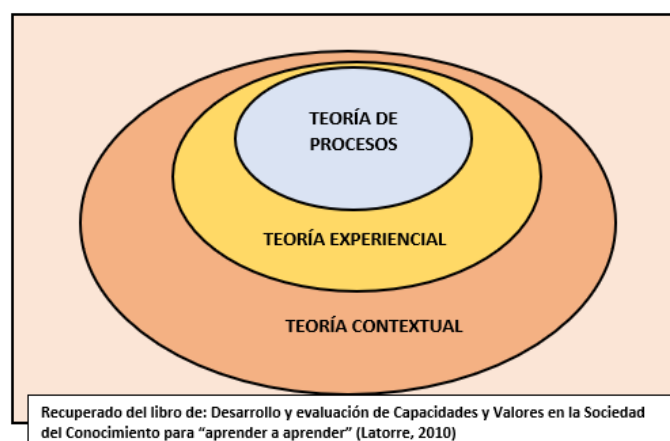 TEORÍA DE
PROCESOS
TEORÍA EXPERIENCIAL
TEORÍA CONTEXTUAL
Recuperado del libro de: Desarrollo y evaluación de Capacidades y Valores en la Sociedad
del Conocimiento para “aprender a aprender” (Latorre, 2010)